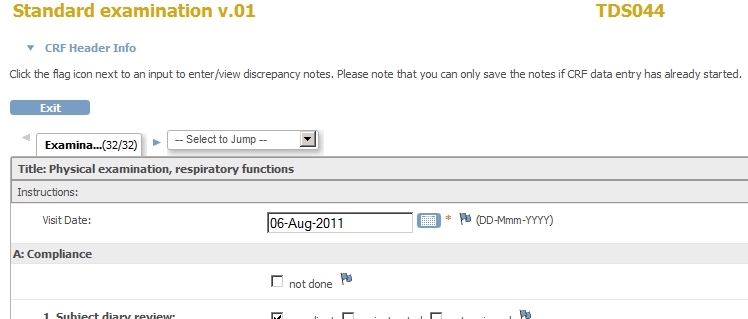 Standard examination v.01 TDS044
CRF Header Info
Click the flag icon next to an input to enter/view discrepancy notes. Please note that you can only save the notes if CRF data entry has already started.
Exit
Examina...(32/32) -- Select to Jump --
Title: Physical examination, respiratory functions
Instructions:
Visit Date: 06-Aug-2011 * (DD-Mmm-YYYY)
A: Compliance
not done
1. Subject diary review: